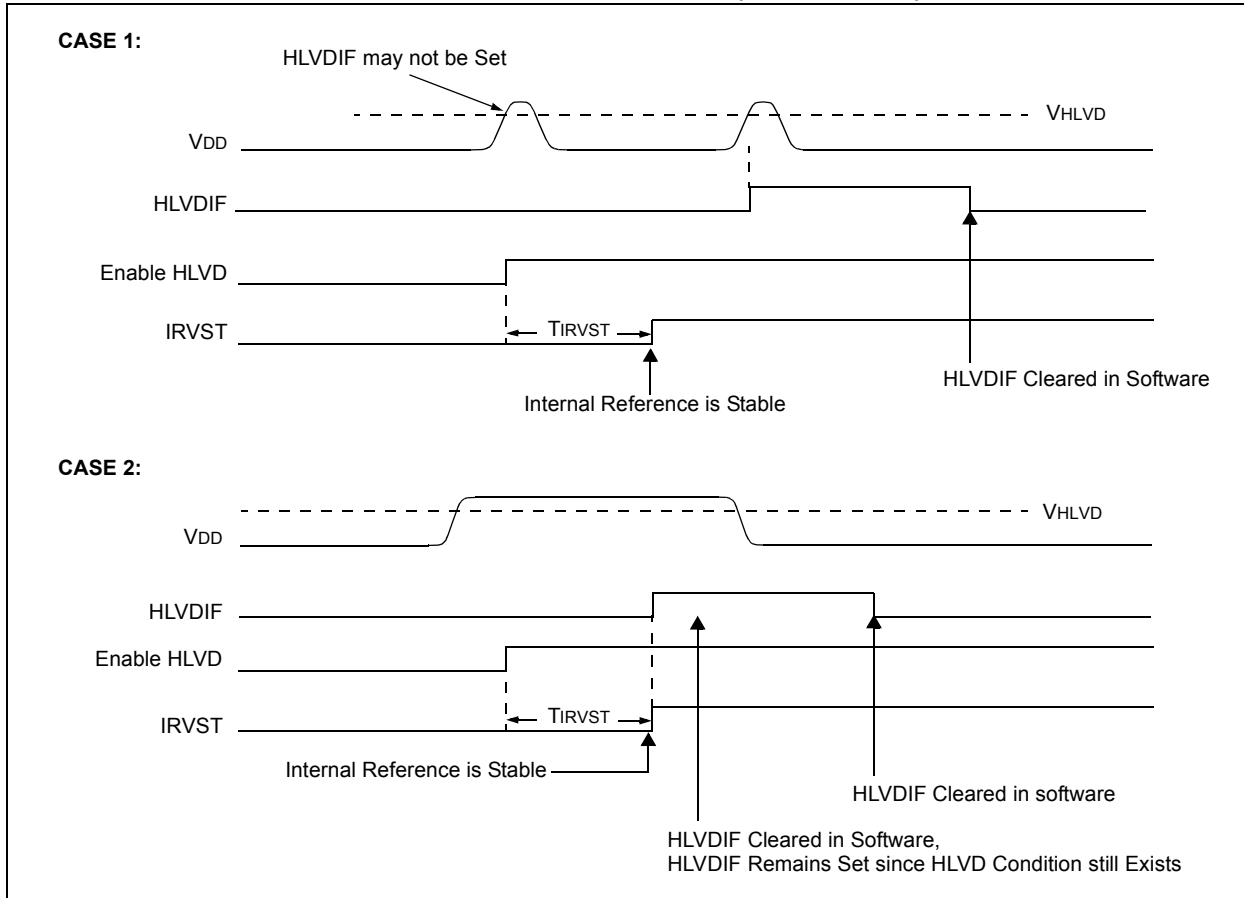 CASE 1:
HLVDIF may not be Set
VHLVD
VDD
HLVDIF
Enable HLVD
IRVST
TIRVST
HLVDIF Cleared in Software
Internal Reference is Stable
CASE 2:
VHLVD
VDD
HLVDIF
Enable HLVD
TIRVST
IRVST
Internal Reference is Stable
HLVDIF Cleared in software
HLVDIF Cleared in Software,
HLVDIF Remains Set since HLVD Condition still Exists